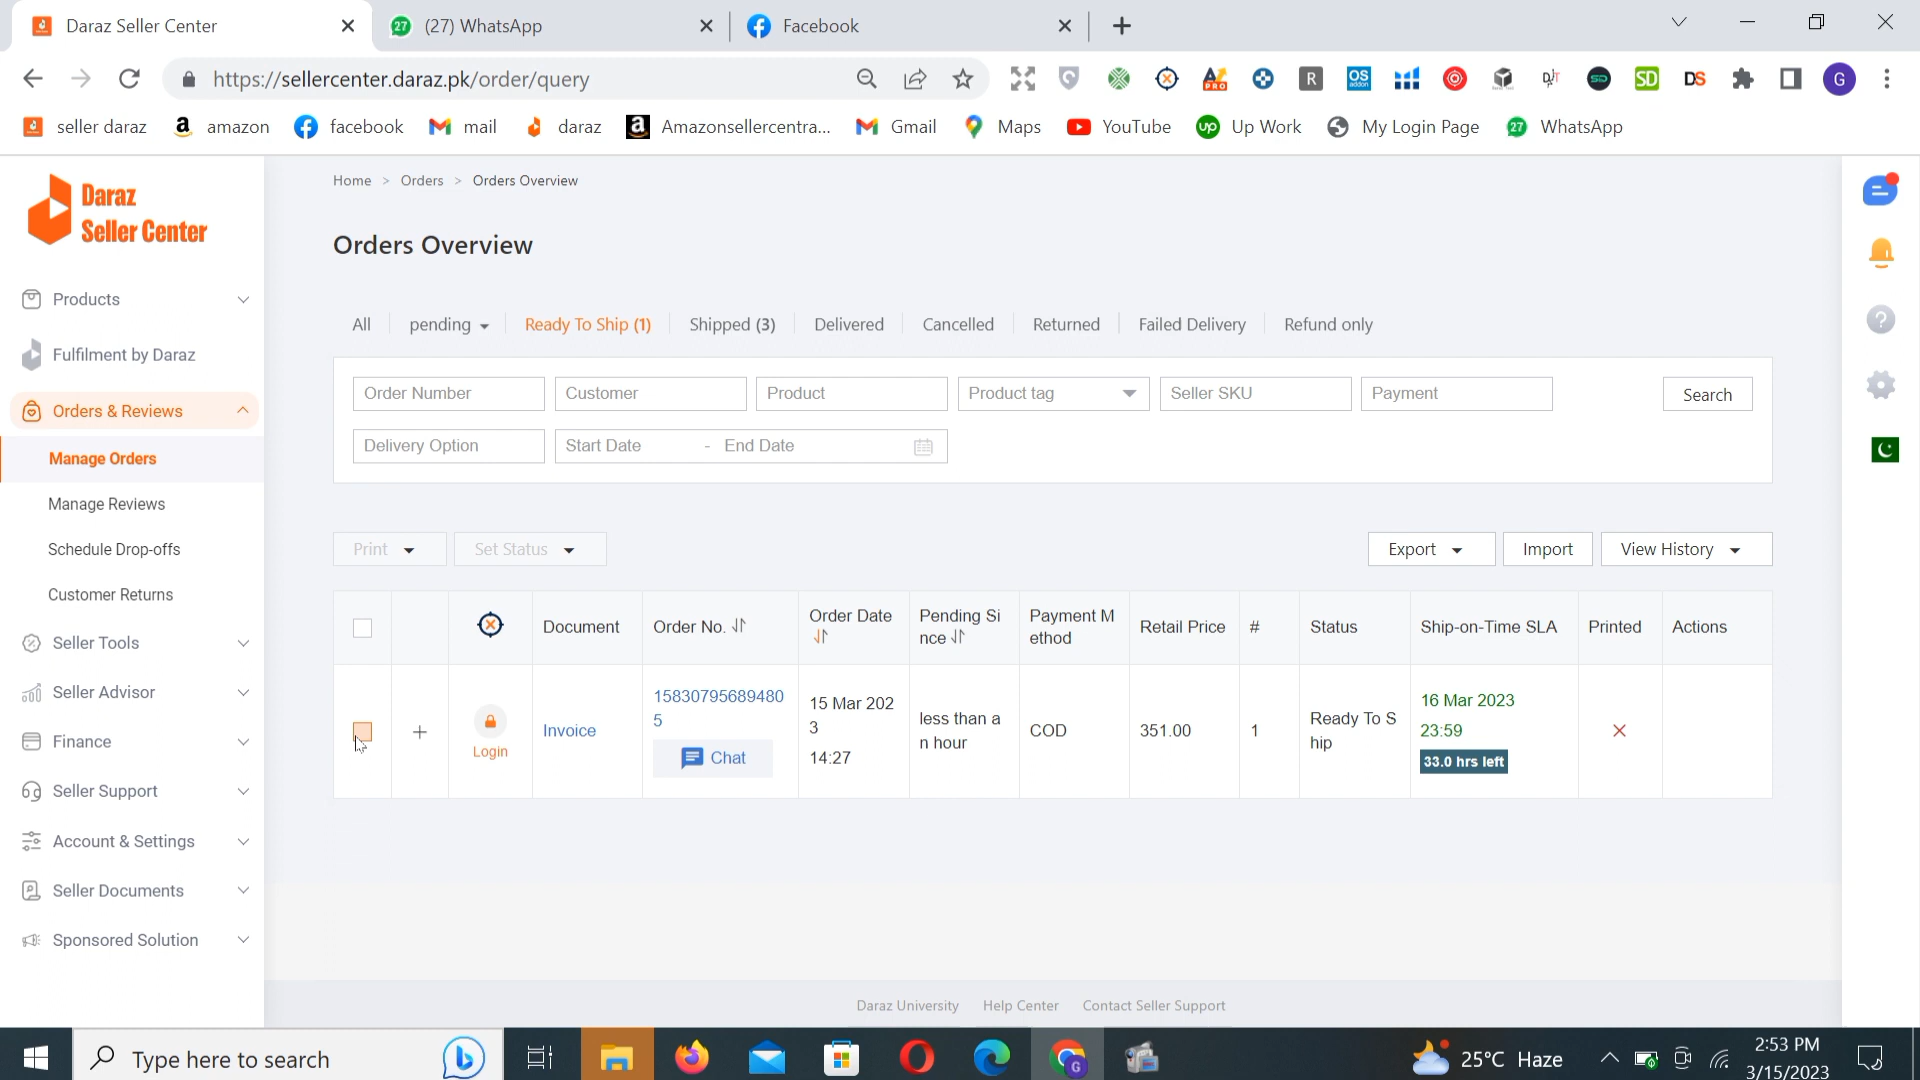 Daraz Seller Center
27 (27) WhatsApp
Facebook
https://sellercenter.daraz.pk/order/query
G
seller daraz
amazon
facebook
mail
daraz
Amazonsellercentra...
Gmail
Maps
YouTube
Up Work
My Login Page
27 WhatsApp
Daraz
Seller Center
Products
Fulfilment by Daraz
Orders & Reviews
Manage Orders
Manage Reviews
Schedule Drop-offs
Customer Returns
Seller Tools
Seller Advisor
Finance
Seller Support
Account & Settings
Seller Documents
Sponsored Solution
Home > Orders > Orders Overview
Orders Overview
All
pending
Ready To Ship (1)
Shipped (3)
Delivered
Cancelled
Returned
Failed Delivery
Refund only
Order Number
Customer
Product
Product tag
Seller SKU
Payment
Search
Delivery Option
Start Date - End Date
Print
Set Status
Export
Import
View History
Document
Order No.
Order Date
Pending Si
nce
Payment M
ethod
Retail Price
#
Status
Ship-on-Time SLA
Printed
Actions
+
Login
Invoice
15830795689480
5
Chat
15 Mar 202
3
14:27
less than a
n hour
COD
351.00
1
Ready To S
hip
16 Mar 2023
23:59
33.0 hrs left
Daraz University
Help Center
Contact Seller Support
Type here to search
25°C Haze
2:53 PM
3/15/2023